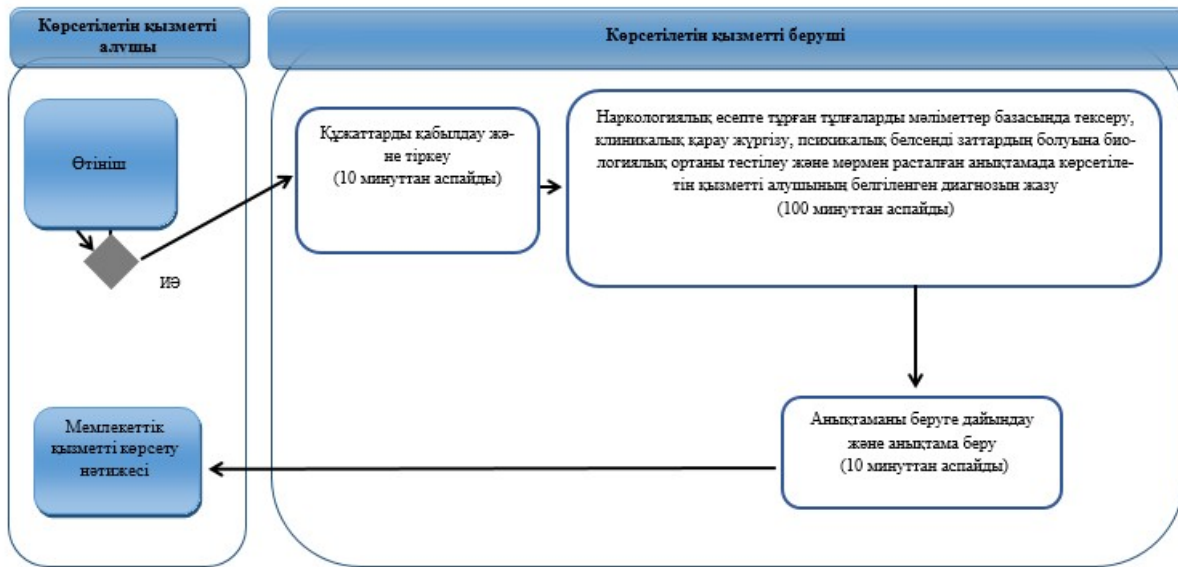 Көрсетілетін қызметті
алушы
Көрсетілетін қызметті беруші
Өтініш
ИӘ
Құжаттарды қабылдау жә-
не тіркеу
(10 минуттан аспайды)
Наркологиялық есепте тұрған тұлғаларды мәліметтер базасында тексеру,
клиникалық қарау жүргізу, психикалық белсенді заттардың болуына био-
логиялық ортаны тестілеу және мөрмен расталған анықтамада көрсетіле-
тін қызметті алушының белгіленген диагнозын жазу
(100 минуттан аспайды)
Анықтаманы беруге дайындау
және анықтама беру
(10 минуттан аспайды)
Мемлекеттік
қызметті көрсету
нәтижесі